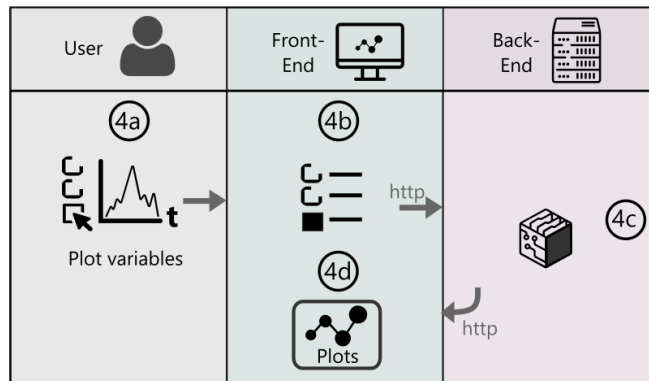 User
Front-
End
Back-
End
4a
t
Plot variables
4b
http
4c
4d
Plots
http